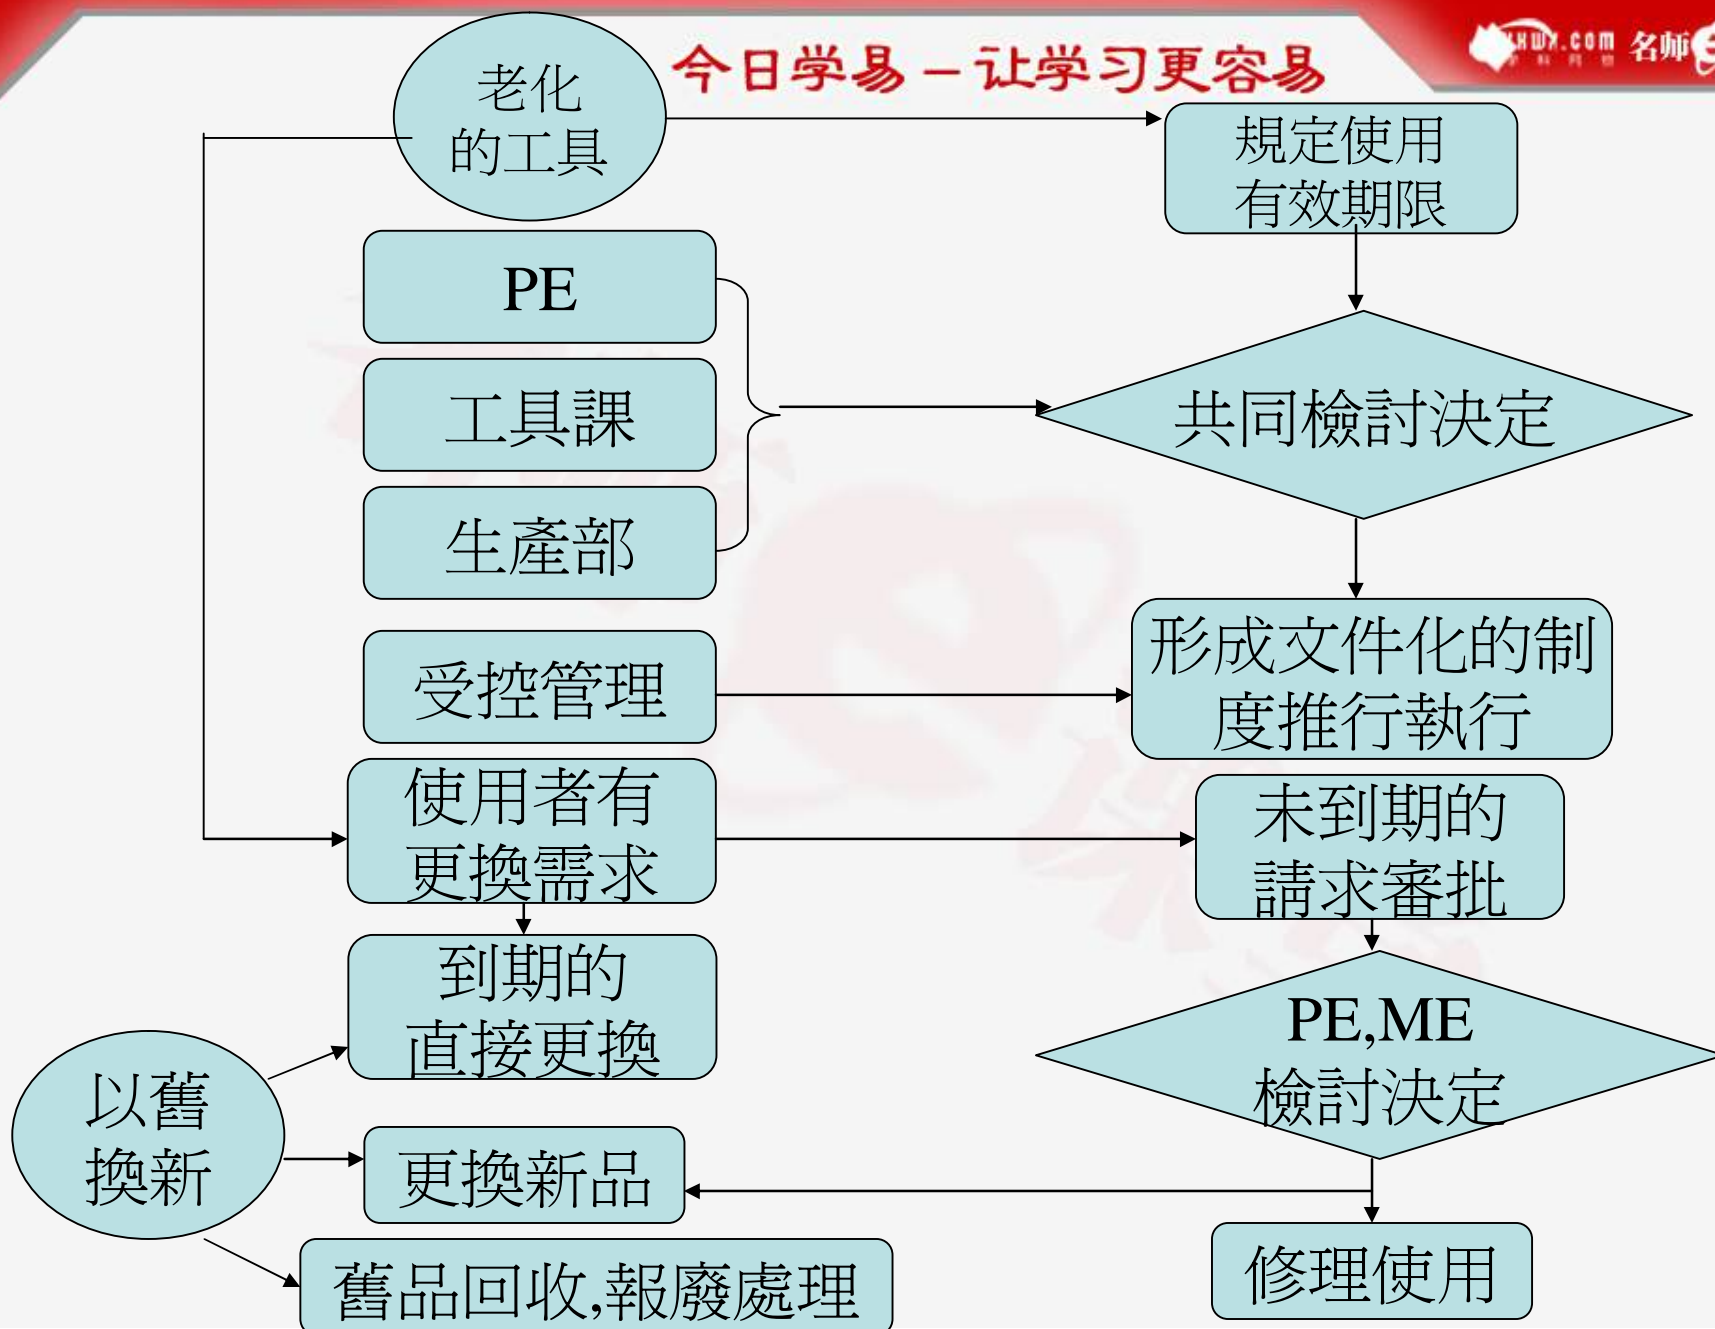 今日学易 – 让学习更容易
名师
老化
的工具
規定使用
有效期限
PE
工具課
生產部
共同檢討決定
受控管理
形成文件化的制
度推行執行
使用者有
更換需求
未到期的
請求審批
到期的
直接更換
PE,ME
檢討決定
以舊
換新
更換新品
修理使用
舊品回收,報廢處理